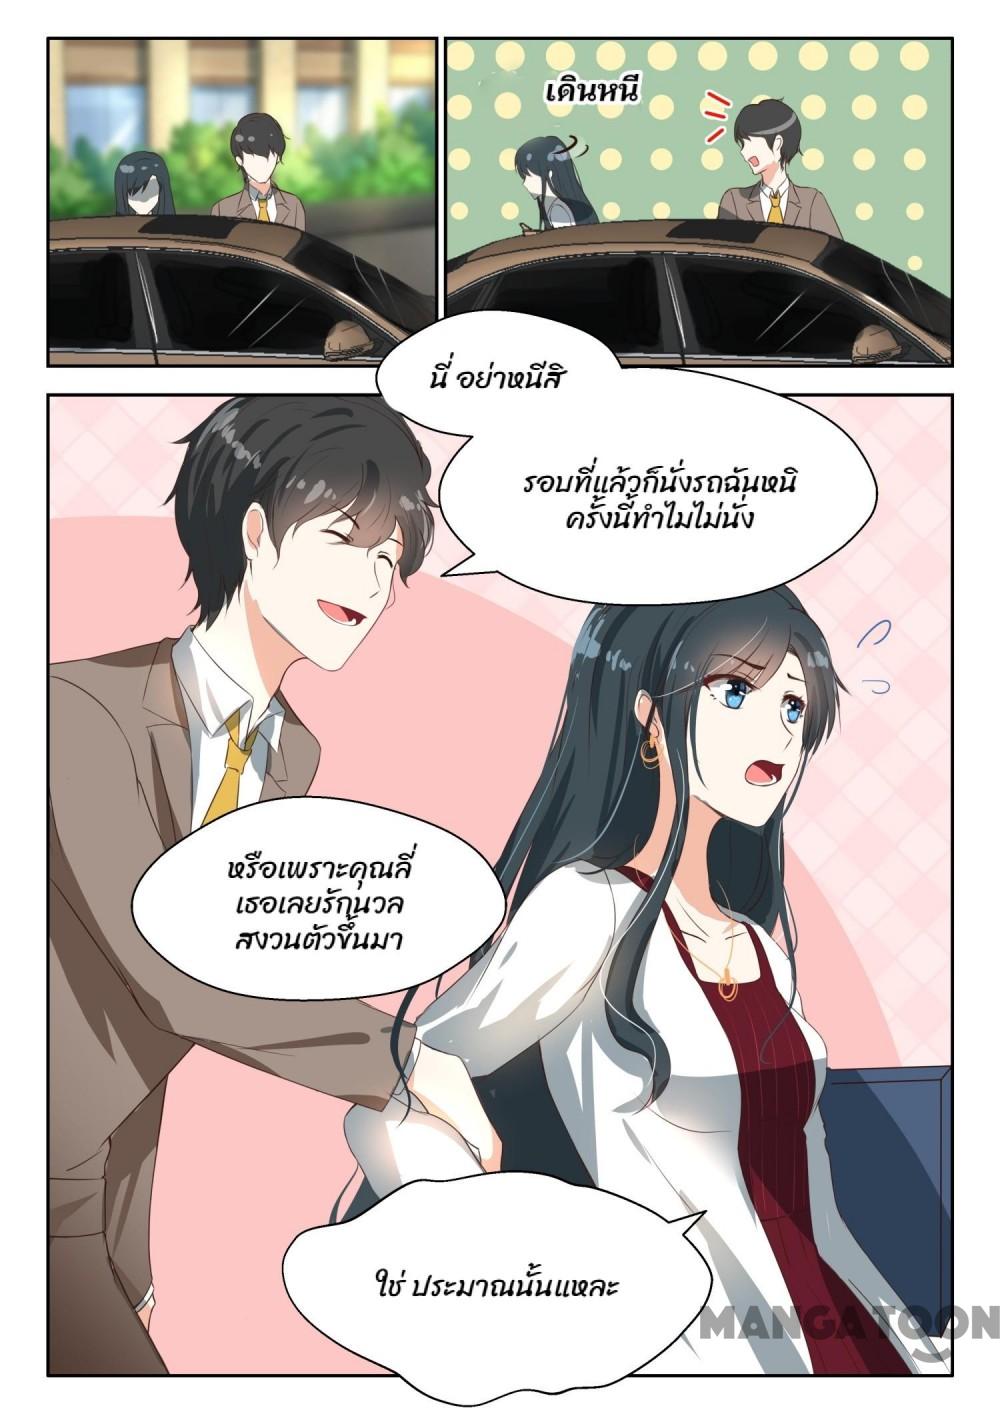 เดินหนี
นี่ อย่าหนีสิ
รอบที่แล้วก็นั่งรถฉันหนิ
ครั้งนี้ทำไมไม่นั่ง
หรือเพราะคุณลี่
เธอเลยรักนวล
สงวนตัวขึ้นมา
ใช่ ประมาณนั้นแหละ
MANGATOON